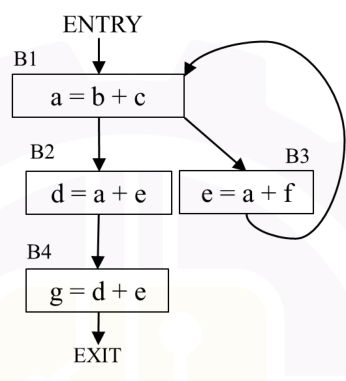 ENTRY
B1
a = b + c
B2
d = a + e
B3
e = a + f
B4
g = d + e
EXIT